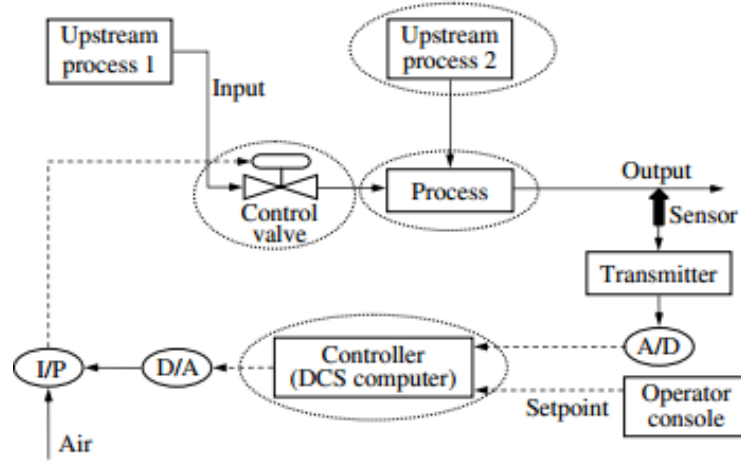 Upstream
process 1
Upstream
process 2
Input
Output
Control
valve
Process
Sensor
Transmitter
I/P
D/A
Controller
(DCS computer)
A/D
Setpoint
Operator
console
Air